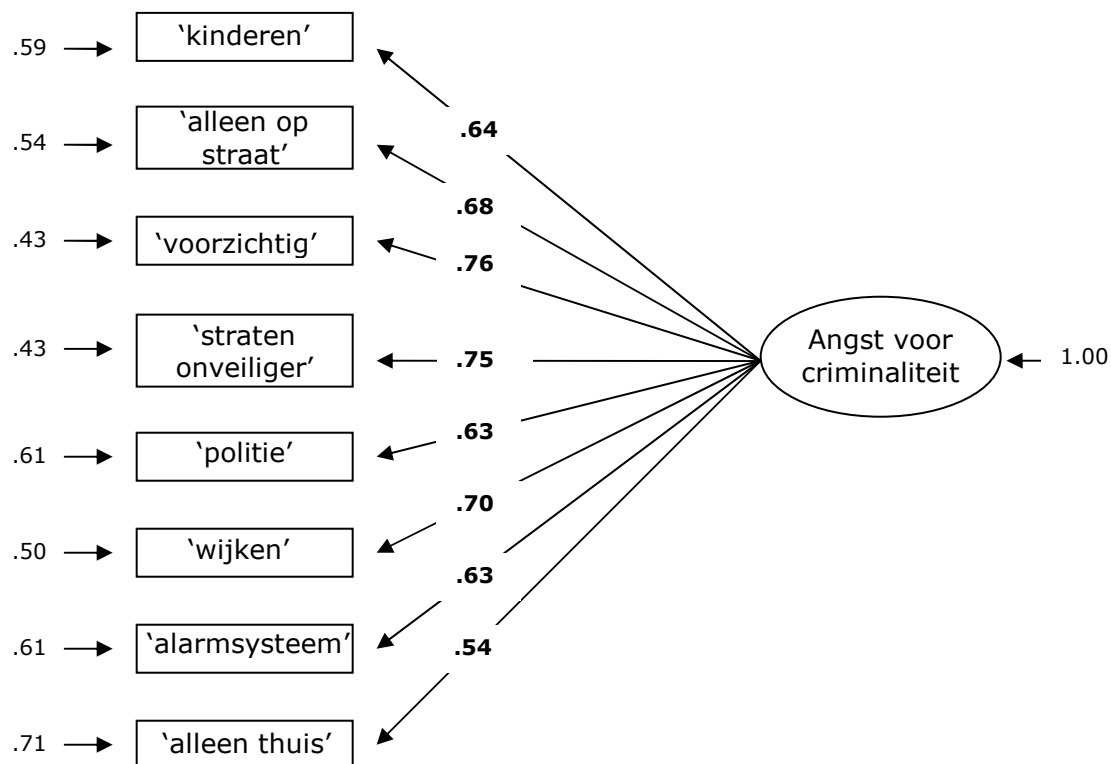 .59
‘kinderen’
.64
.54
‘alleen op
straat’
.68
.43
‘voorzichtig’
.76
.43
‘straten
onveiliger’
.75
Angst voor
criminaliteit
1.00
.61
‘politie’
.63
.50
‘wijken’
.70
.61
‘alarmsysteem’
.63
.71
‘alleen thuis’
.54